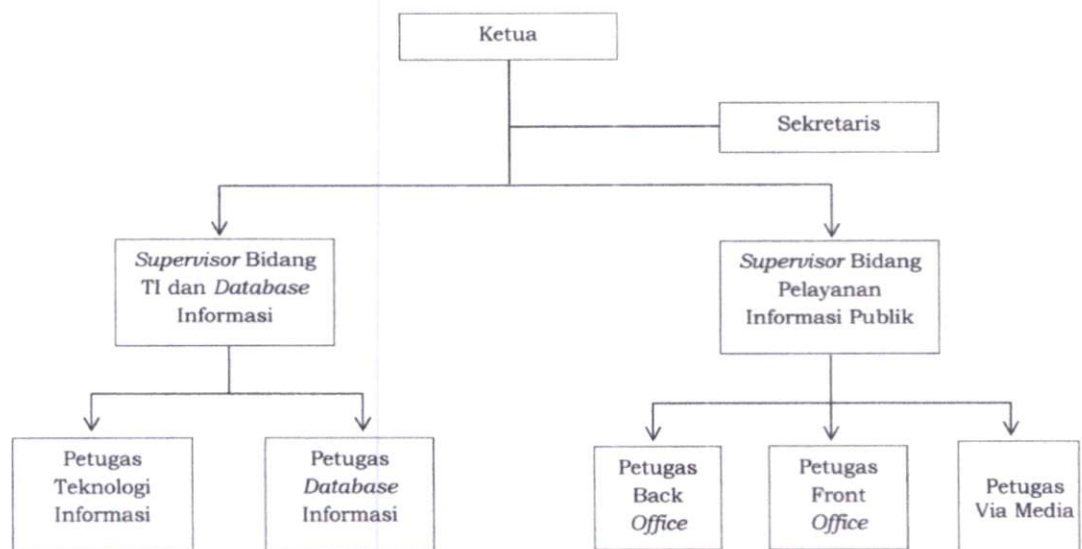 Ketua
Sekretaris
Supervisor Bidang
TI dan Database
Informasi
Supervisor Bidang
Pelayanan
Informasi Publik
Petugas
Teknologi
Informasi
Petugas
Database
Informasi
Petugas
Back
Office
Petugas
Front
Office
Petugas
Via Media